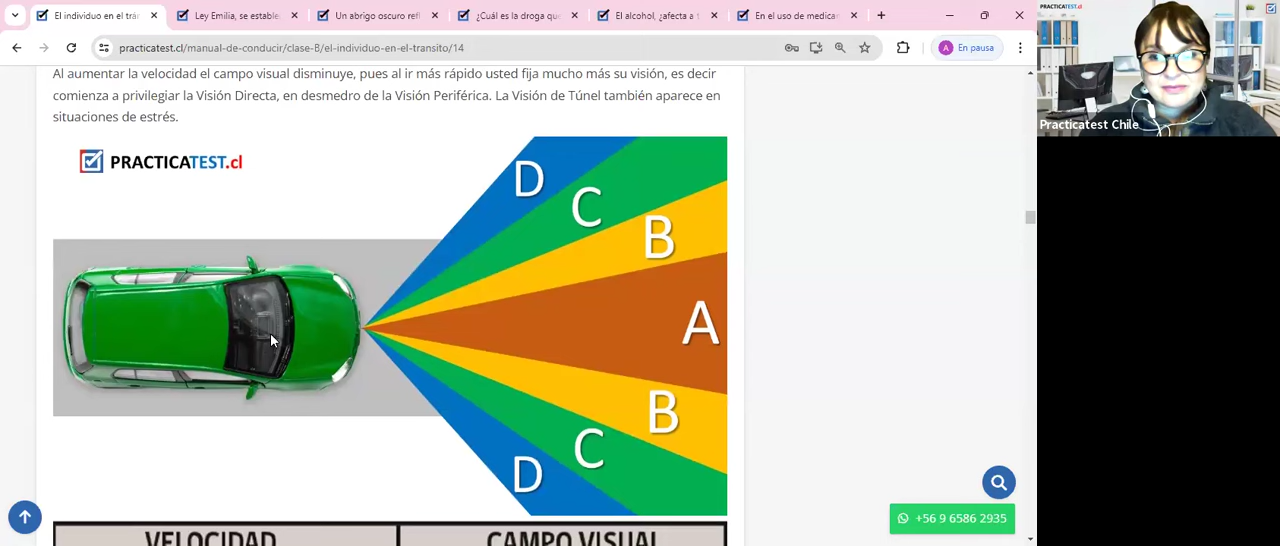 El individuo en el trán
Ley Emilia, se estable
Un abrigo oscuro refl
¿Cuál es la droga que
El alcohol, ¿afecta a t
En el uso de medicar
practicatest.cl/manual-de-conducir/clase-B/el-individuo-en-el-transito/14
A
En pausa
PRACTICATEST.cl
Practicatest Chile
Al aumentar la velocidad el campo visual disminuye, pues al ir más rápido usted fija mucho más su visión, es decir
comienza a privilegiar la Visión Directa, en desmedro de la Visión Periférica. La Visión de Túnel también aparece en
situaciones de estrés.
PRACTICATEST.cl
D
C
B
A
B
C
D
+56 9 6586 2935
VELOCIDAD
CAMPO VISUAL